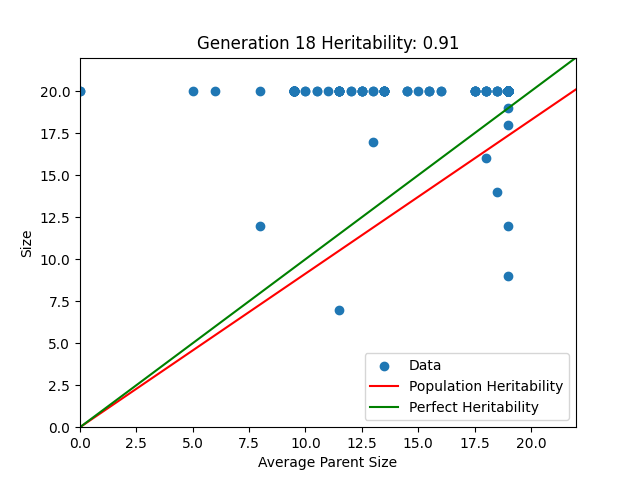 Generation 18 Heritability: 0.91
20.0
17.5
15.0
12.5
10.0
7.5
5.0
2.5
0.0
Size
0.0 2.5 5.0 7.5 10.0 12.5 15.0 17.5 20.0
Average Parent Size
Data
Population Heritability
Perfect Heritability